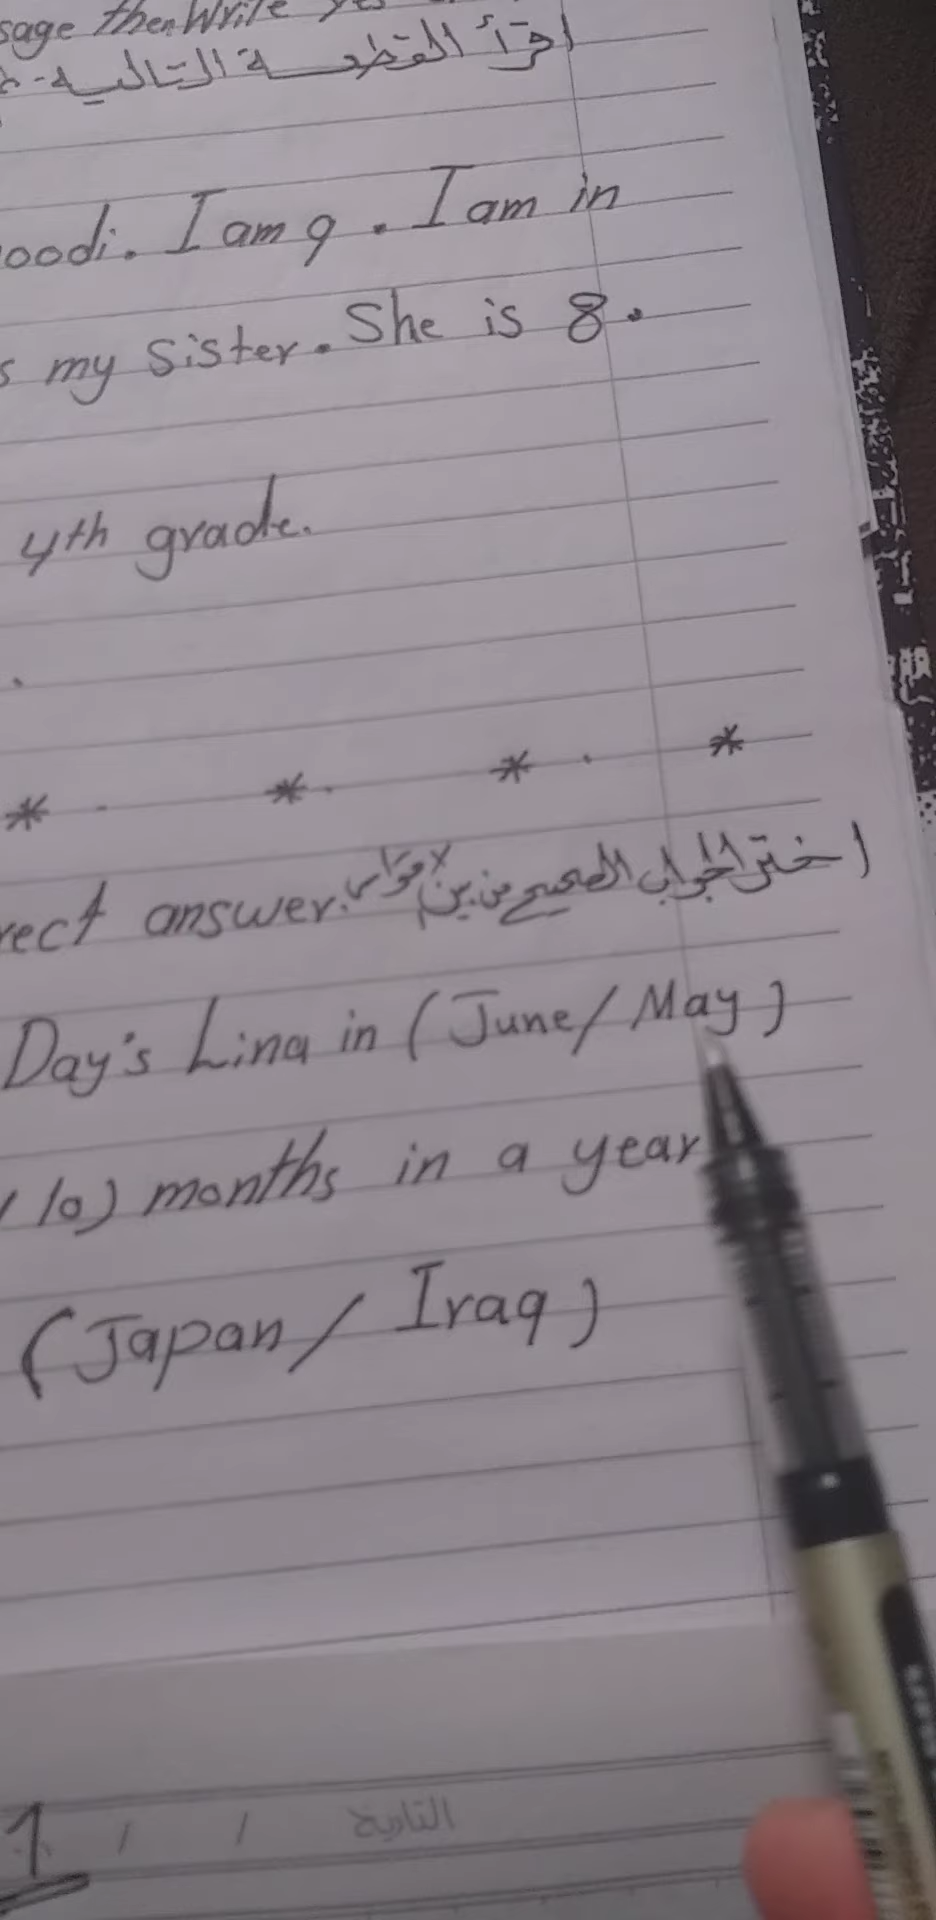 sage then Write
اقرأ القطعة التالية
oodi. I am 9. I am in
s my sister. She is 8.
4th grade.
* * * *
rect answer. اختر الجواب الصحيح من بين الأقواس
Day's Lina in (June/May)
/10) months in a year
(Japan/Iraq)
1 / / التاريخ